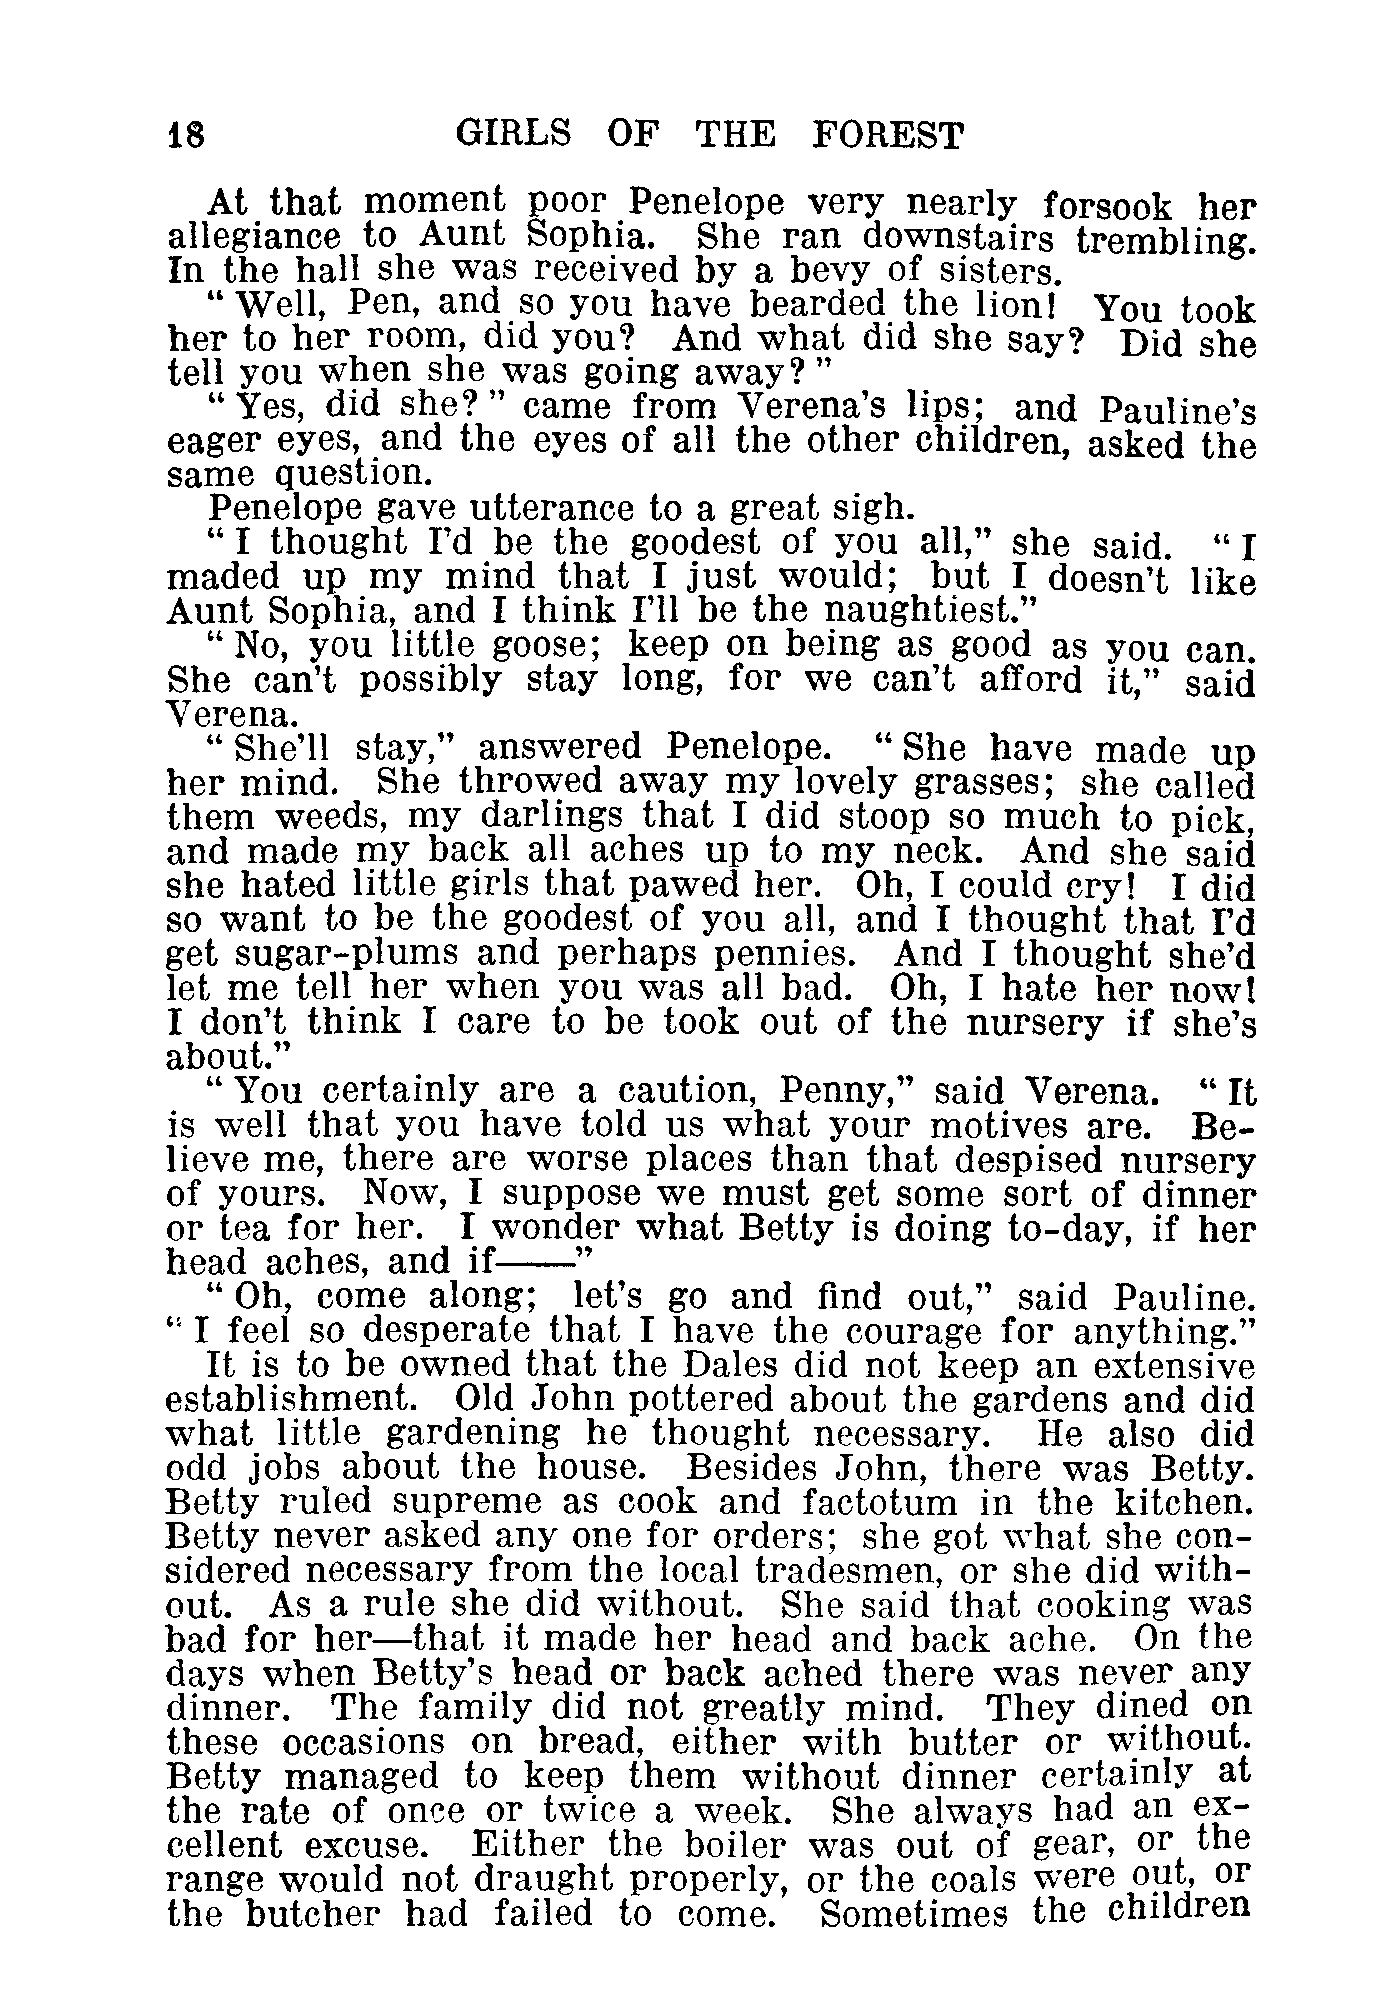 18 GIRLS OF THE FOREST
At that moment poor Penelope very nearly forsook her
allegiance to Aunt Sophia. She ran downstairs trembling.
In the hall she was received by a bevy of sisters.
“ Well, Pen, and so you have bearded the lion! You took
her to her room, did you? And what did she say? Did she
tell you when she was going away? ”
“ Yes, did she? ” came from Verena’s lips; and Pauline’s
eager eyes, and the eyes of all the other children, asked the
same question.
Penelope gave utterance to a great sigh.
“ I thought I’d be the goodest of you all,” she said. “ I
maded up my mind that I just would; but I doesn’t like
Aunt Sophia, and I think I’ll be the naughtiest.”
“ No, you little goose; keep on being as good as you can.
She can’t possibly stay long, for we can’t afford it,” said
Verena.
“ She’ll stay,” answered Penelope. “ She have made up
her mind. She throwed away my lovely grasses; she called
them weeds, my darlings that I did stoop so much to pick,
and made my back all aches up to my neck. And she said
she hated little girls that pawed her. Oh, I could cry! I did
so want to be the goodest of you all, and I thought that I’d
get sugar-plums and perhaps pennies. And I thought she’d
let me tell her when you was all bad. Oh, I hate her now!
I don’t think I care to be took out of the nursery if she’s
about.”
“ You certainly are a caution, Penny,” said Verena. “ It
is well that you have told us what your motives are. Be-
lieve me, there are worse places than that despised nursery
of yours. Now, I suppose we must get some sort of dinner
or tea for her. I wonder what Betty is doing to-day, if her
head aches, and if——”
“ Oh, come along; let’s go and find out,” said Pauline.
“ I feel so desperate that I have the courage for anything.”
It is to be owned that the Dales did not keep an extensive
establishment. Old John pottered about the gardens and did
what little gardening he thought necessary. He also did
odd jobs about the house. Besides John, there was Betty.
Betty ruled supreme as cook and factotum in the kitchen.
Betty never asked any one for orders; she got what she con-
sidered necessary from the local tradesmen, or she did with-
out. As a rule she did without. She said that cooking was
bad for her—that it made her head and back ache. On the
days when Betty’s head or back ached there was never any
dinner. The family did not greatly mind. They dined on
these occasions on bread, either with butter or without.
Betty managed to keep them without dinner certainly at
the rate of once or twice a week. She always had an ex-
cellent excuse. Either the boiler was out of gear, or the
range would not draught properly, or the coals were out, or
the butcher had failed to come. Sometimes the children